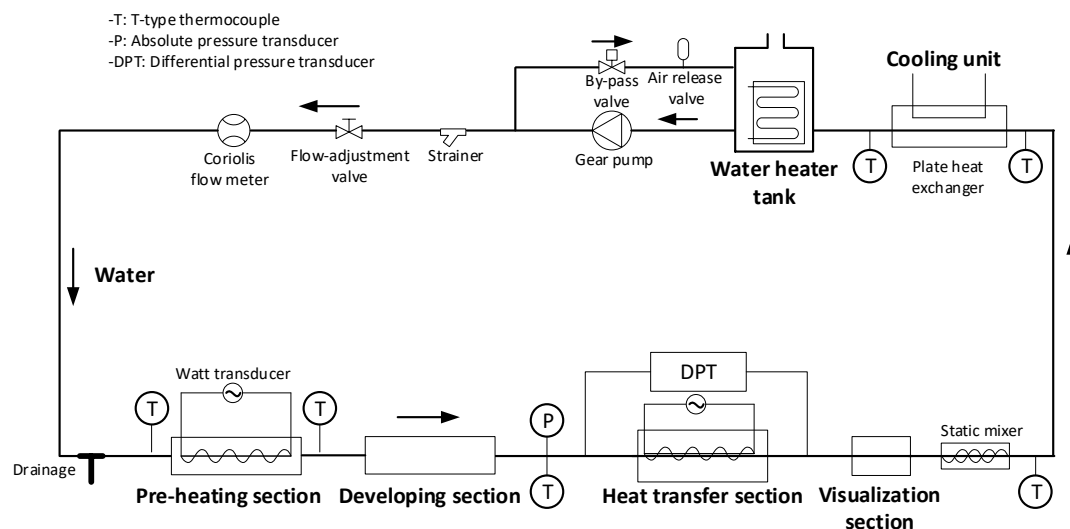 -T: T-type thermocouple
-P: Absolute pressure transducer
-DPT: Differential pressure transducer
By-pass
valve
Air release
valve
Cooling unit
Coriolis
flow meter
Flow-adjustment
valve
Strainer
Gear pump
Water heater
tank
T
Plate heat
exchanger
T
Water
Watt transducer
DPT
T
T
P
Static mixer
Drainage
Pre-heating section
Developing section
T
Heat transfer section
Visualization
section
T